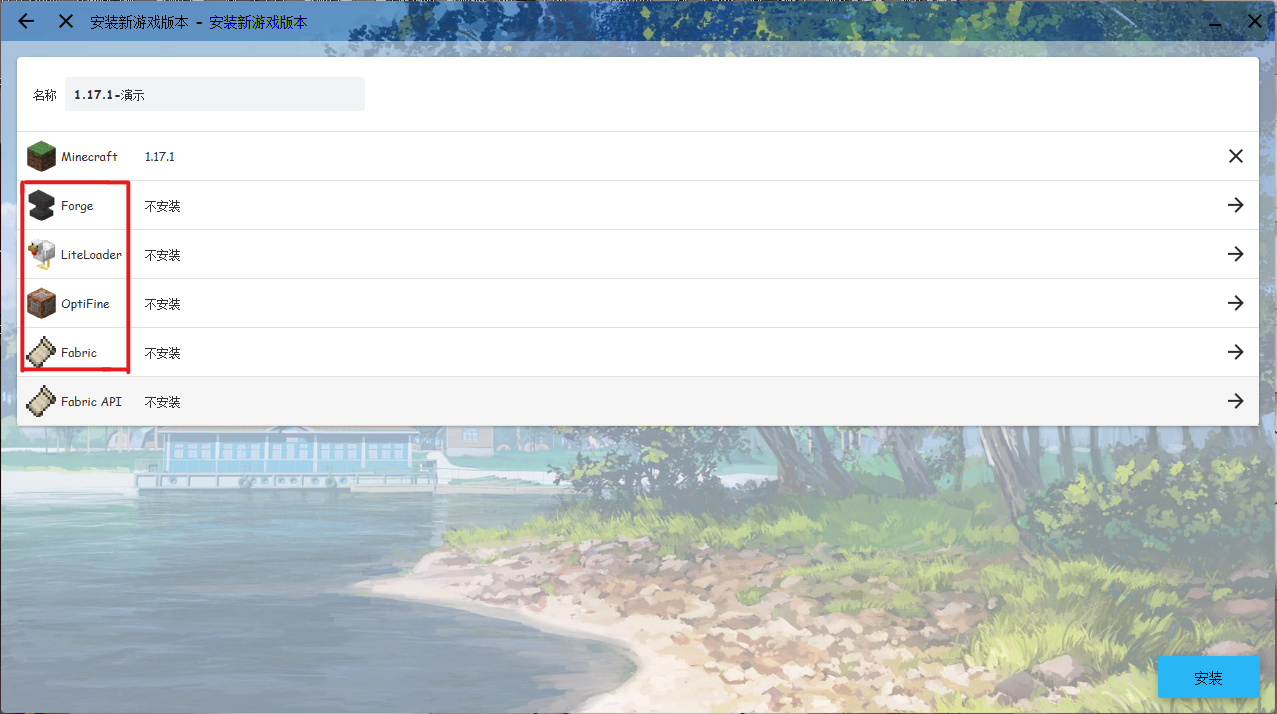 安装新游戏版本 - 安装新游戏版本
名称 1.17.1-演示
Minecraft 1.17.1
Forge 不安装
LiteLoader 不安装
OptiFine 不安装
Fabric 不安装
Fabric API 不安装
安装